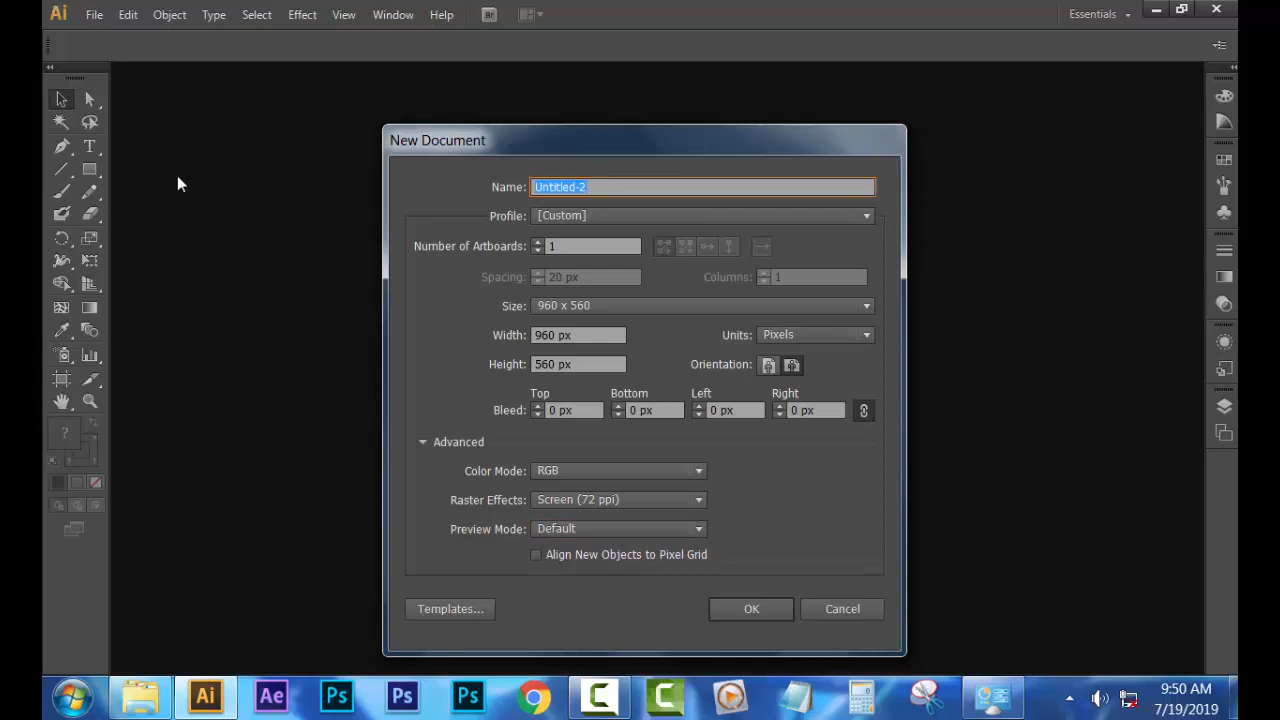 Ai File Edit Object Type Select Effect View Window Help Br Essentials
New Document
Name: Untitled-2
Profile: [Custom]
Number of Artboards: 1
Spacing: 20 px Columns: 1
Size: 960 x 560
Width: 960 px Units: Pixels
Height: 560 px Orientation:
Top Bottom Left Right
Bleed: 0 px 0 px 0 px 0 px
Advanced
Color Mode: RGB
Raster Effects: Screen (72 ppi)
Preview Mode: Default
Align New Objects to Pixel Grid
Templates... OK Cancel
Ai Ae Ps Ps Ps C C
9:50 AM
7/19/2019